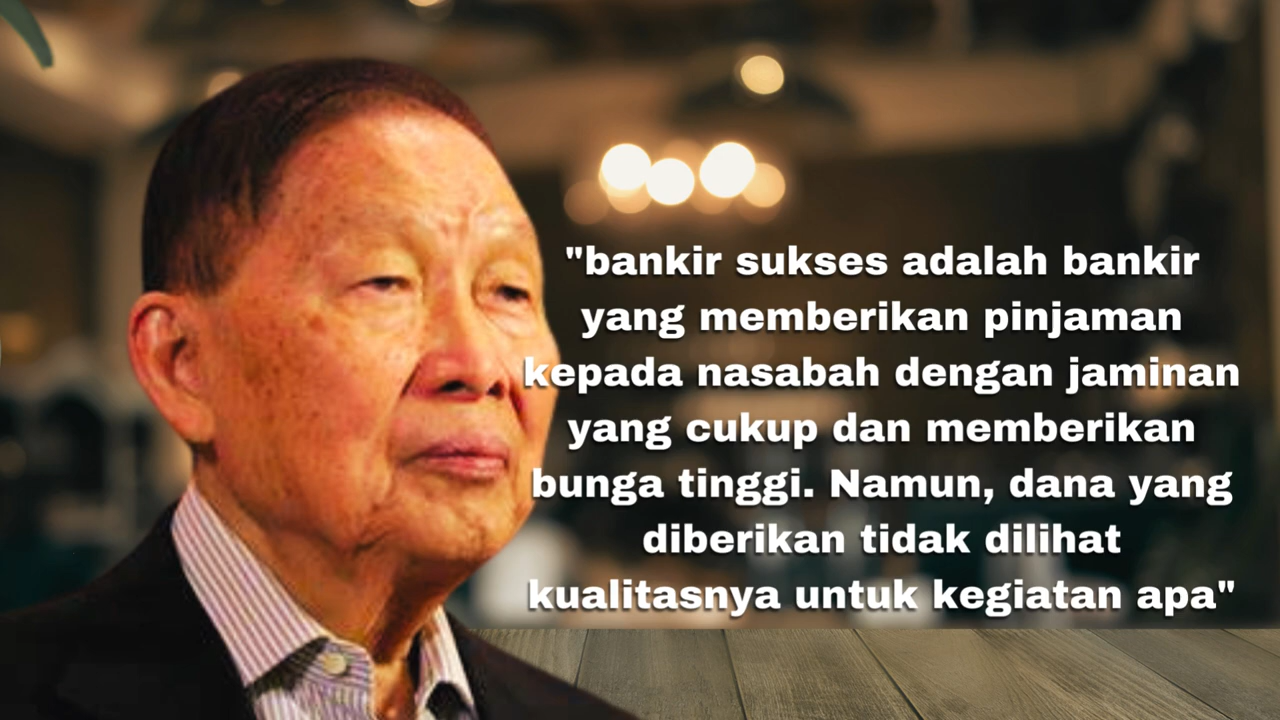 "bankir sukses adalah bankir
yang memberikan pinjaman
kepada nasabah dengan jaminan
yang cukup dan memberikan
bunga tinggi. Namun, dana yang
diberikan tidak dilihat
kualitasnya untuk kegiatan apa"